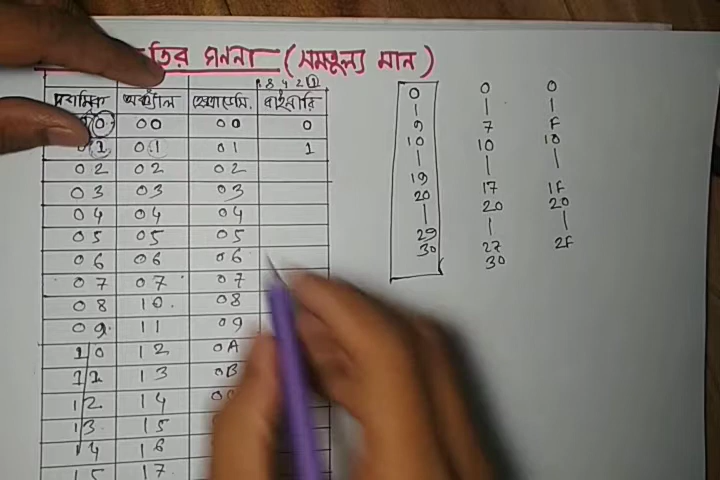 গননা (সমমূল্য মান)
8 4 2 1
দশমিক অক্টাল হেক্সাডেসি. বাইনারি
0 00 00 0
01 01 01 1
02 02 02
03 03 03
04 04 04
05 05 05
06 06 06
07 07 07
08 10 08
09 11 09
10 12 0A
11 13 0B
12 14
13 15
14 16
15 17
0 0 0
| | |
9 7 F
10 10 10
| | |
19 17 1F
20 20 20
| | |
29 27 2F
30 30